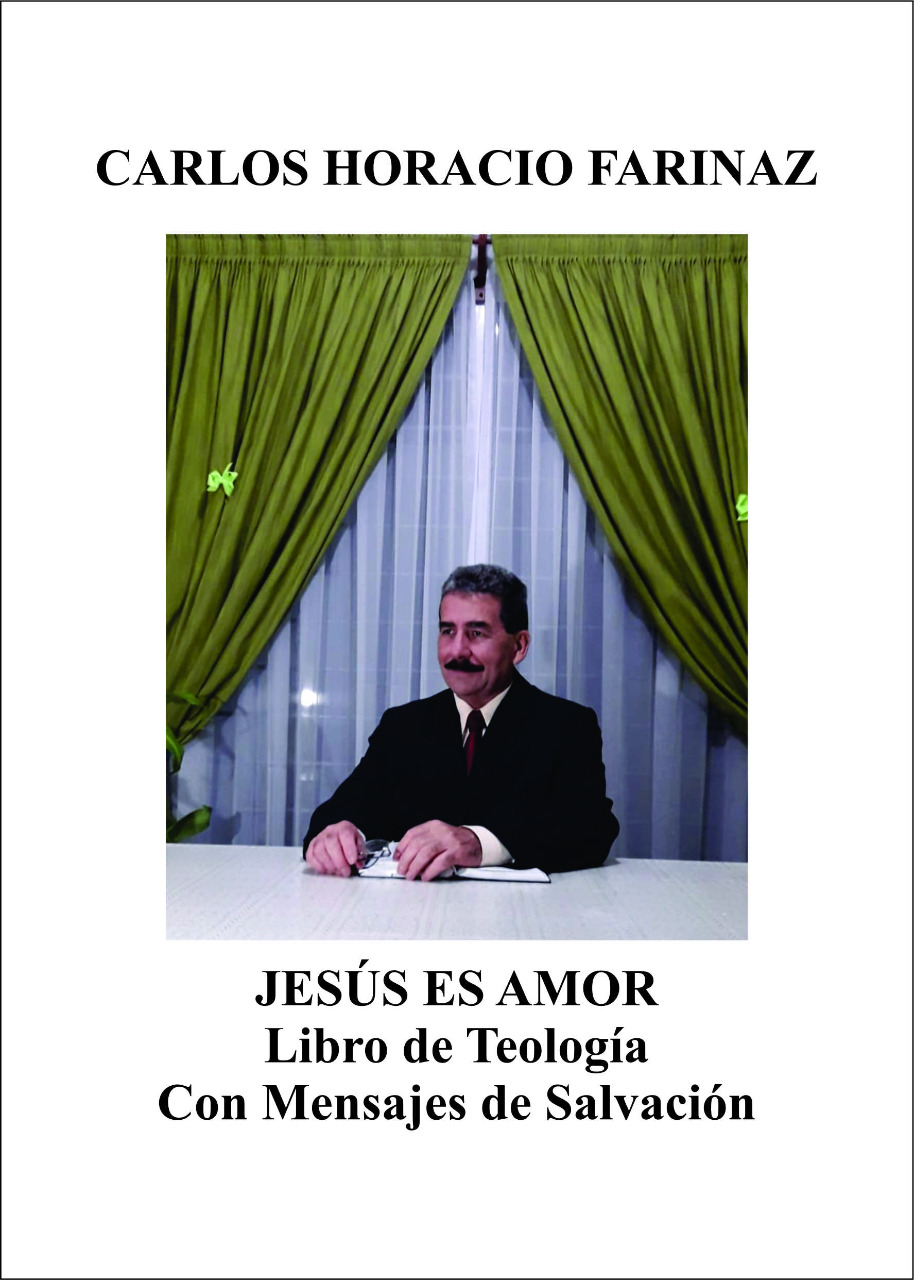 CARLOS HORACIO FARINAZ
JESÚS ES AMOR
Libro de Teología
Con Mensajes de Salvación